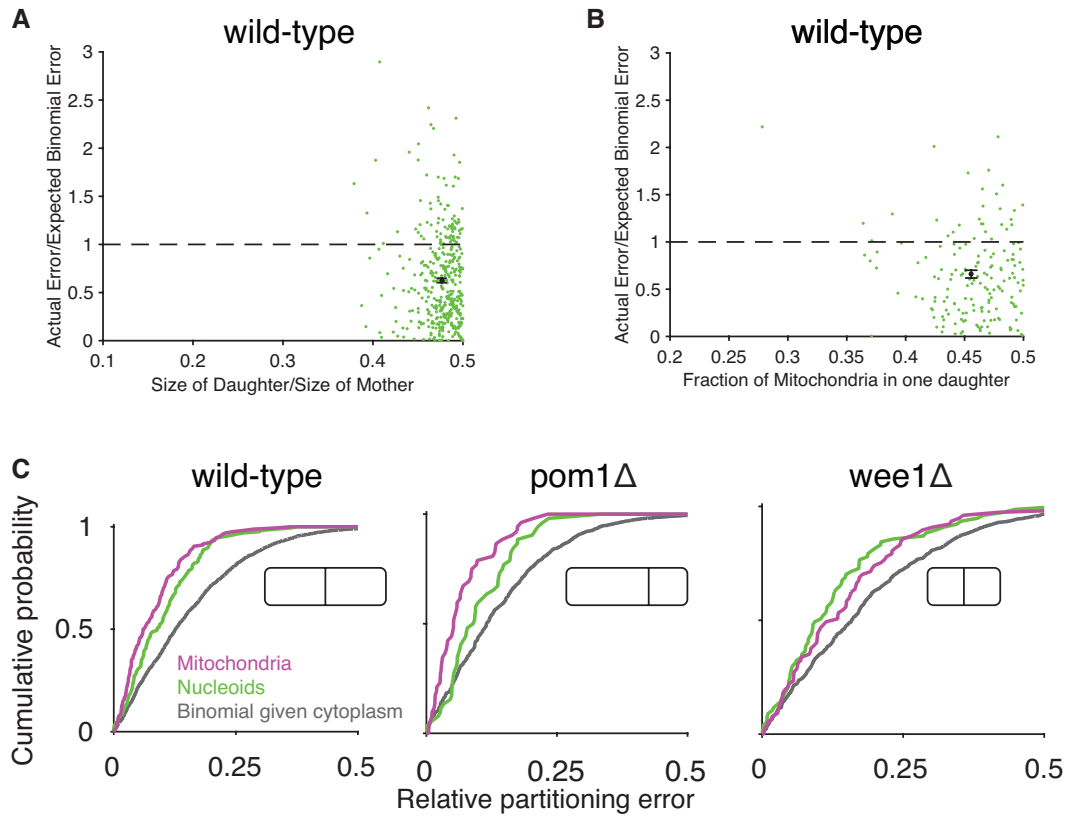 A
wild-type
Actual Error/Expected Binomial Error
3
2.5
2
1.5
1
0.5
0
0.1
0.2
0.3
0.4
0.5
Size of Daughter/Size of Mother
B
wild-type
Actual Error/Expected Binomial Error
3
2.5
2
1.5
1
0.5
0
0.2
0.25
0.3
0.35
0.4
0.45
0.5
Fraction of Mitochondria in one daughter
C
wild-type
pom1Δ
wee1Δ
Cumulative probability
1
0.5
0
Mitochondria
Nucleoids
Binomial given cytoplasm
0
0.25
0.5
0
0.25
0.5
0
0.25
0.5
Relative partitioning error